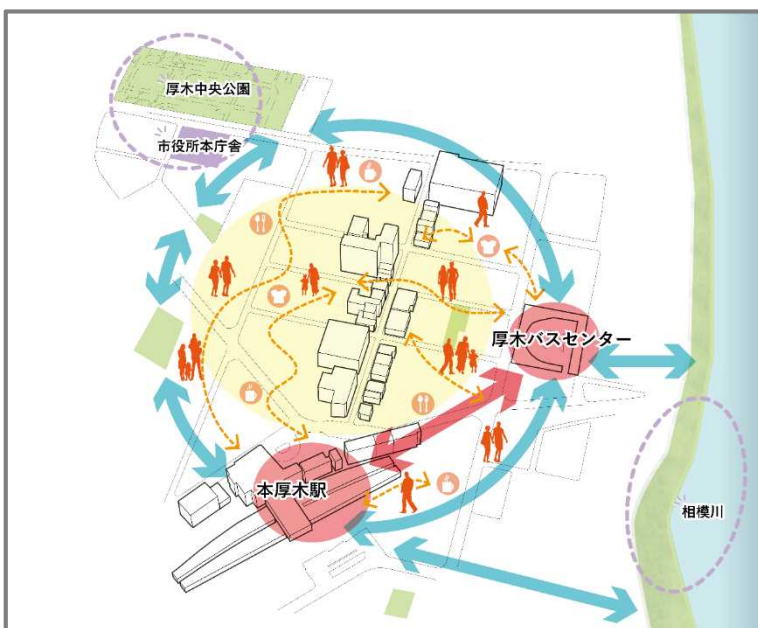 厚木中央公園
市役所本庁舎
厚木バスセンター
本厚木駅
相模川